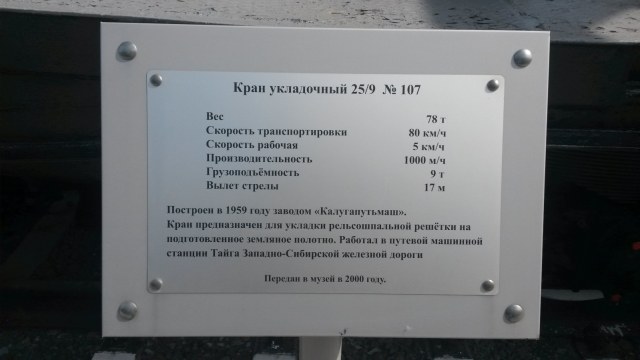 Кран укладочный 25/9 № 107
Вес 78 т
Скорость транспортировки 80 км/ч
Скорость рабочая 5 км/ч
Производительность 1000 м/ч
Грузоподъёмность 9 т
Вылет стрелы 17 м
Построен в 1959 году заводом «Калугапутьмаш».
Кран предназначен для укладки рельсошпальной решётки на
подготовленное земляное полотно. Работал в путевой машинной
станции Тайга Западно-Сибирской железной дороги
Передан в музей в 2000 году.